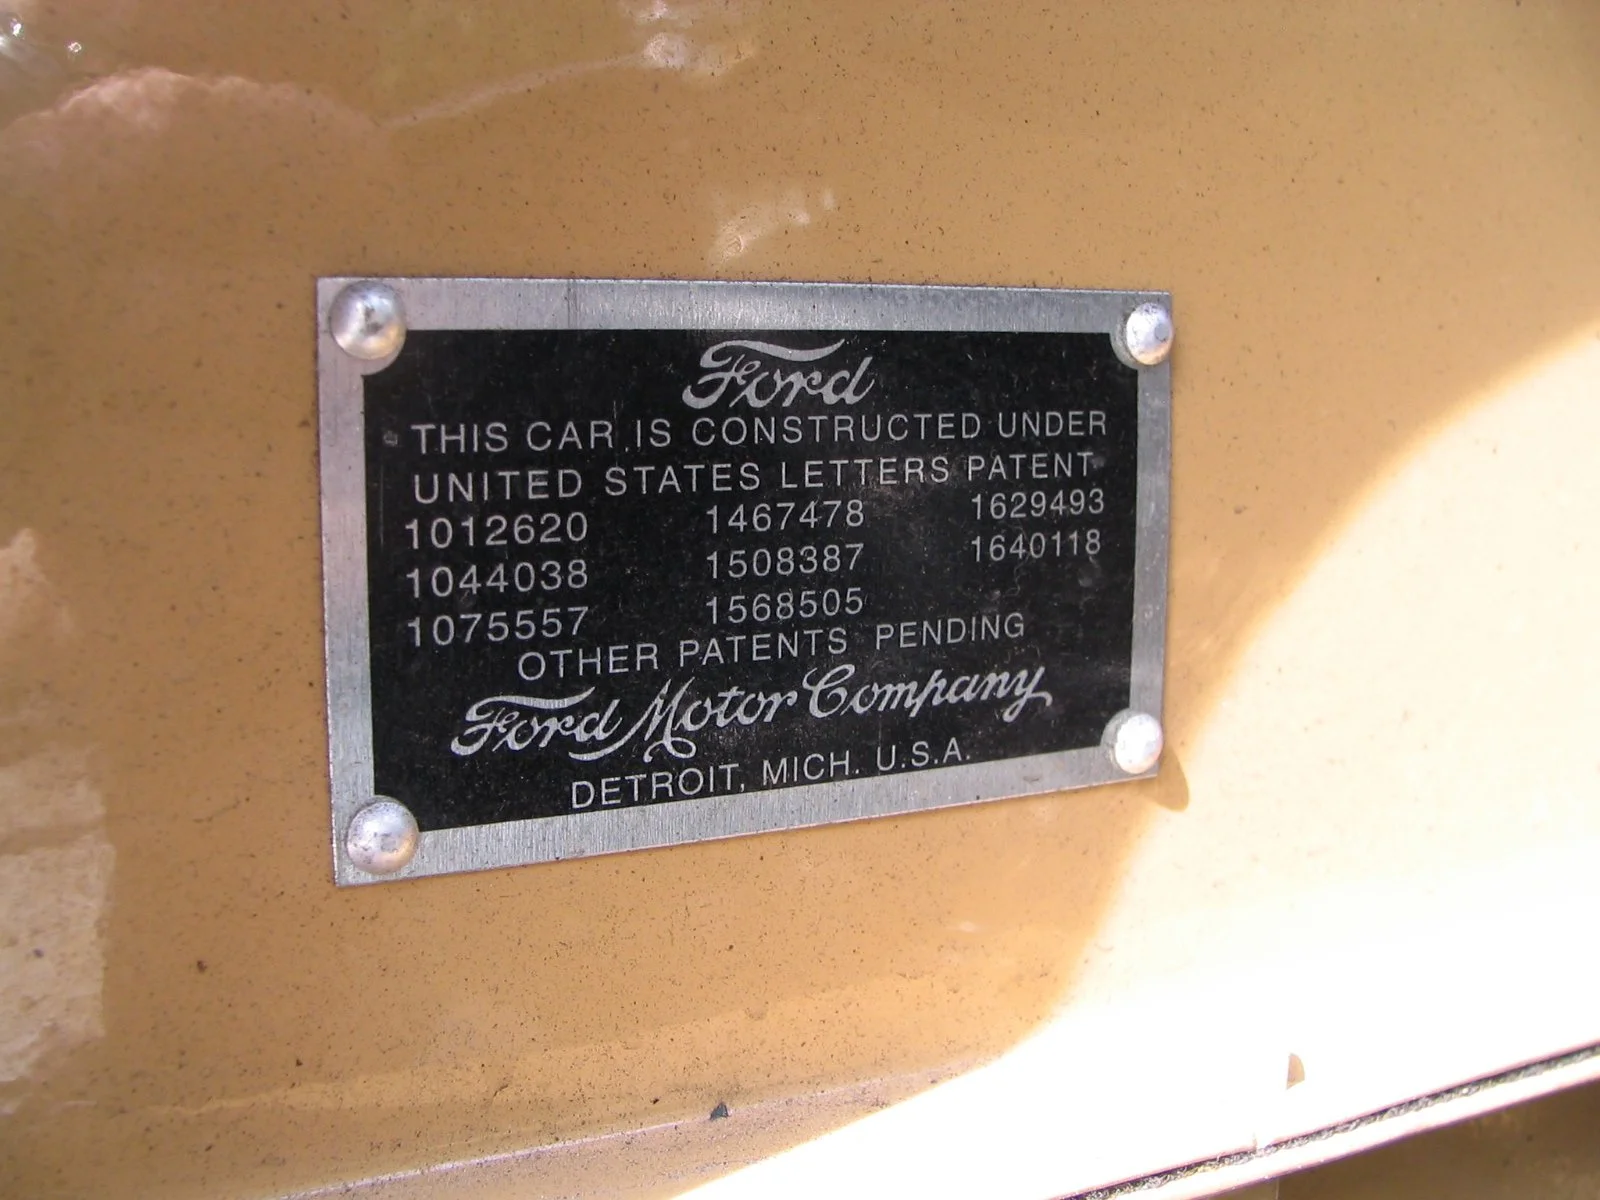 Ford
THIS CAR IS CONSTRUCTED UNDER
UNITED STATES LETTERS PATENT
1012620 1467478 1629493
1044038 1508387 1640118
1075557 1568505
OTHER PATENTS PENDING
Ford Motor Company
DETROIT, MICH. U.S.A.